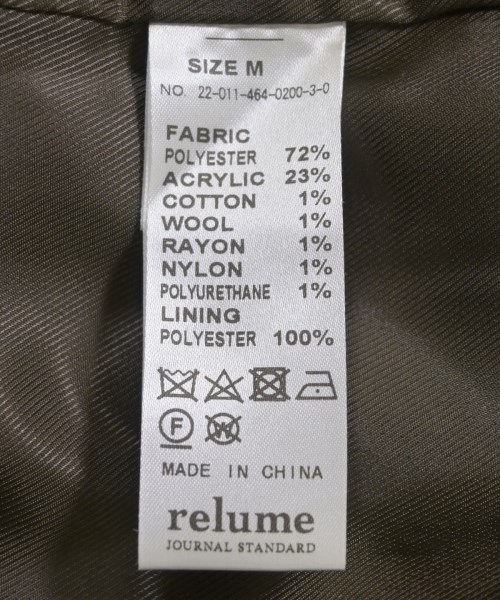 SIZE M
NO. 22-011-464-0200-3-0
FABRIC
POLYESTER 72%
ACRYLIC 23%
COTTON 1%
WOOL 1%
RAYON 1%
NYLON 1%
POLYURETHANE 1%
LINING
POLYESTER 100%
F W
MADE IN CHINA
relume
JOURNAL STANDARD